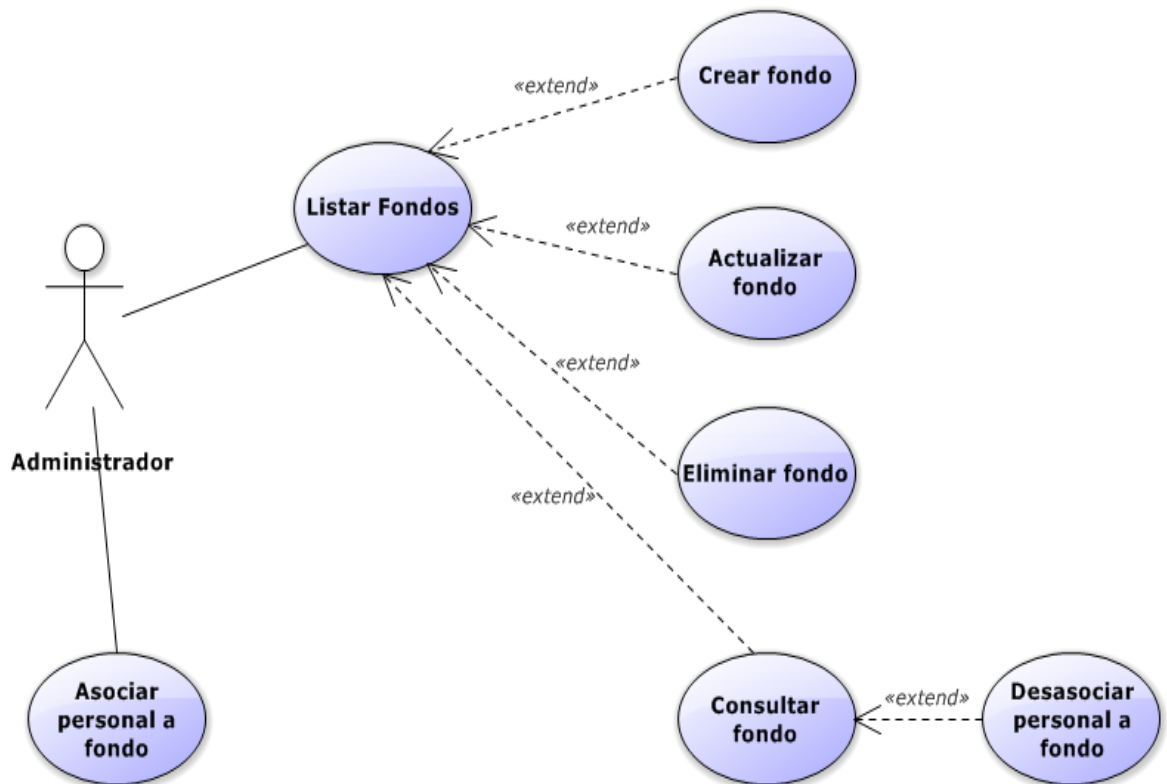 Crear fondo
«extend»
Listar Fondos
«extend»
Actualizar
fondo
«extend»
Eliminar fondo
Administrador
«extend»
Asociar
personal a
fondo
Consultar
fondo
«extend»
Desasociar
personal a
fondo